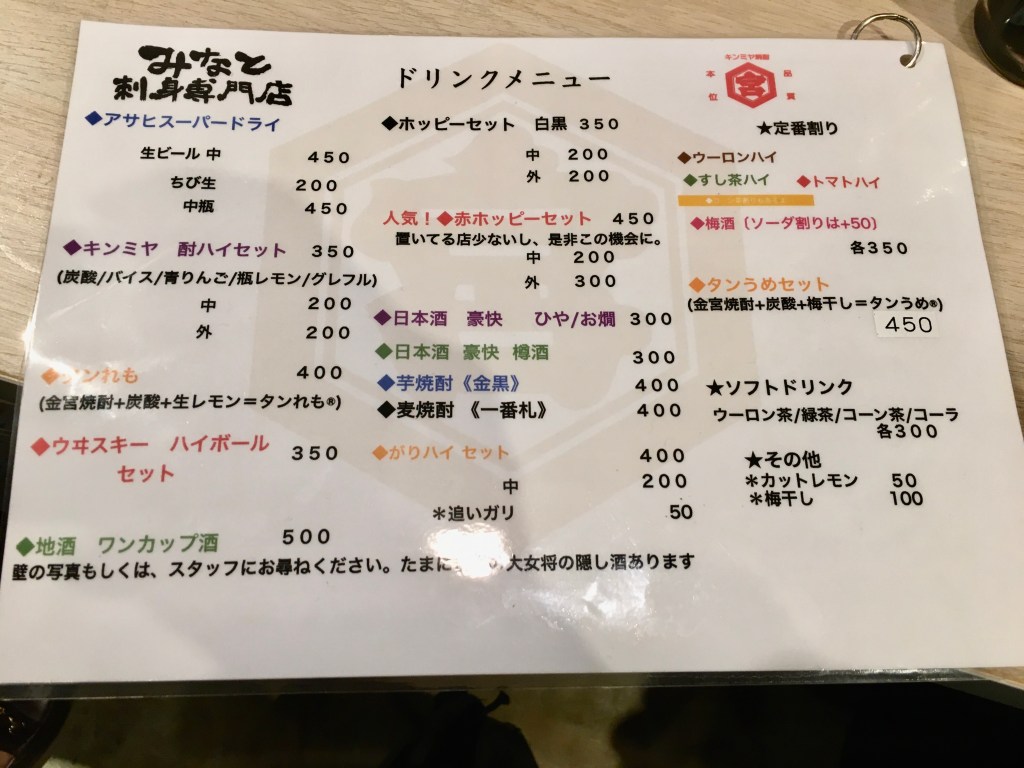 みなと
刺身専門店
ドリンクメニュー
キンミヤ焼酎
本 品
宮
位 質
◆アサヒスーパードライ
生ビール 中 450
ちび生 200
中瓶 450
◆キンミヤ 酎ハイセット 350
(炭酸/バイス/青りんご/瓶レモン/グレフル)
中 200
外 200
ンれも 400
(金宮焼酎+炭酸+生レモン=タンれも®)
◆ウヰスキー ハイボール 350
セット
◆地酒 ワンカップ酒 500
壁の写真もしくは、スタッフにお尋ねください。たまに 大女将の隠し酒あります
◆ホッピーセット 白黒 350
中 200
外 200
人気!◆赤ホッピーセット 450
置いてる店少ないし、是非この機会に。
中 200
外 300
◆日本酒 豪快 ひや/お燗 300
◆日本酒 豪快 樽酒 300
◆芋焼酎《金黒》 400
◆麦焼酎《一番札》 400
◆がりハイ セット 400
中 200
*追いガリ 50
★定番割り
◆ウーロンハイ
◆すし茶ハイ ◆トマトハイ
◆梅酒(ソーダ割りは+50)
各350
◆タンうめセット
(金宮焼酎+炭酸+梅干し=タンうめ®)
450
★ソフトドリンク
ウーロン茶/緑茶/コーン茶/コーラ
各300
★その他
*カットレモン 50
*梅干し 100